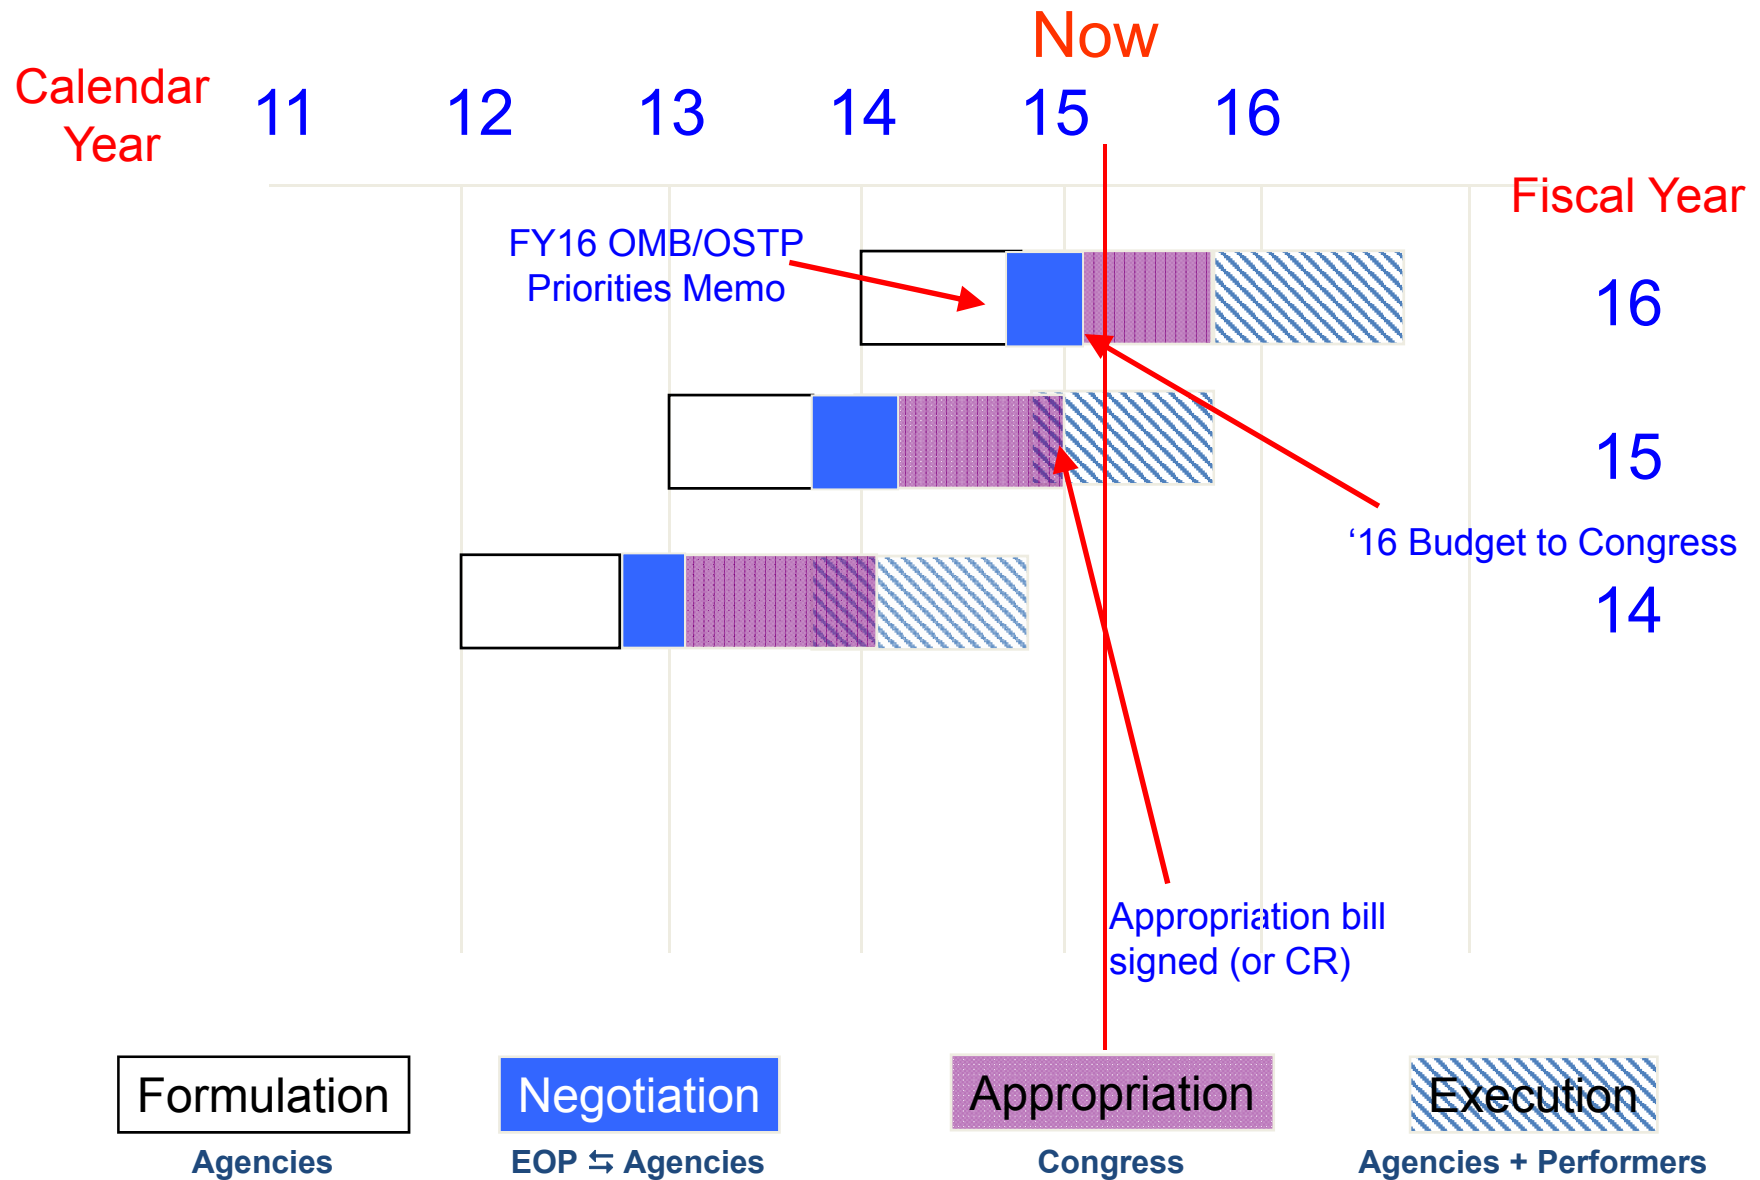 Now
Calendar
Year
11 12 13 14 15 16
Fiscal Year
FY16 OMB/OSTP
Priorities Memo
16
15
‘16 Budget to Congress
14
Appropriation bill
signed (or CR)
Formulation Negotiation Appropriation Execution
Agencies EOP ⇆ Agencies Congress Agencies + Performers